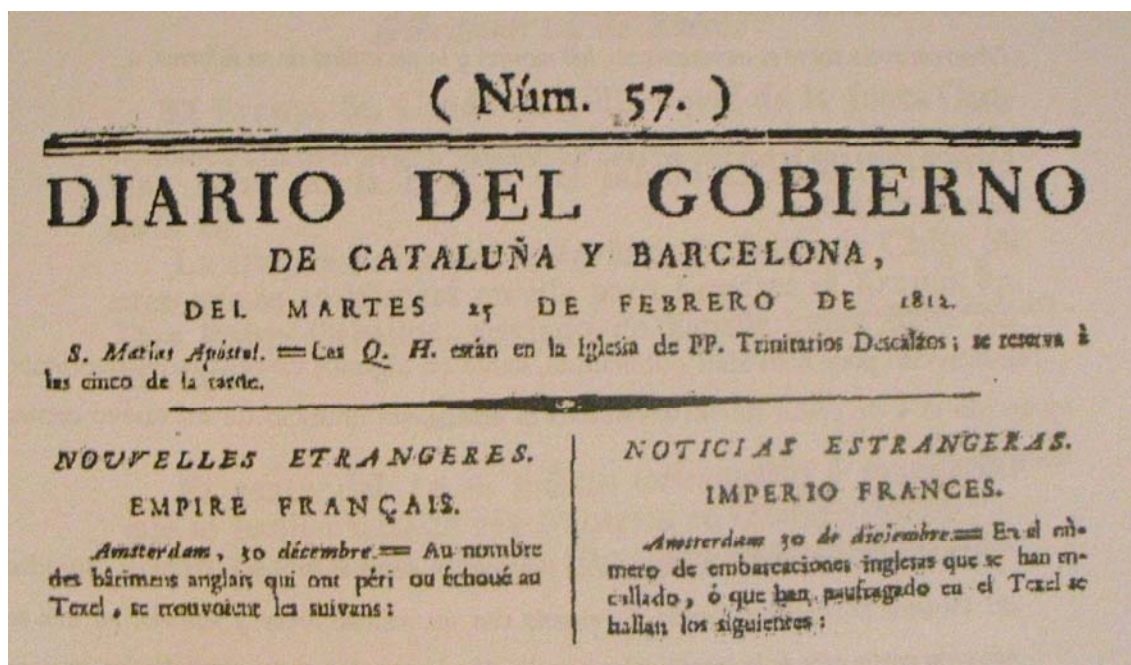 ( Núm. 57. )
DIARIO DEL GOBIERNO
DE CATALUÑA Y BARCELONA,
DEL MARTES 25 DE FEBRERO DE 1812.
S. Matías Apóstol. = Las Q. H. están en la Iglesia de PP. Trinitarios Descalzos ; se reserva à
las cinco de la tarde.
NOUVELLES ETRANGERES.
EMPIRE FRANÇAIS.
Amsterdam, 30 décembre. = Au nombre
des bâtimens anglais qui ont péri ou échoué au
Texel, se trouvoient les suivans :
NOTICIAS ESTRANGERAS.
IMPERIO FRANCES.
Amsterdam 30 de diciembre. = En el nú-
mero de embarcaciones inglesas que se han en-
callado, ó que han naufragado en el Texel se
hallan los siguientes :